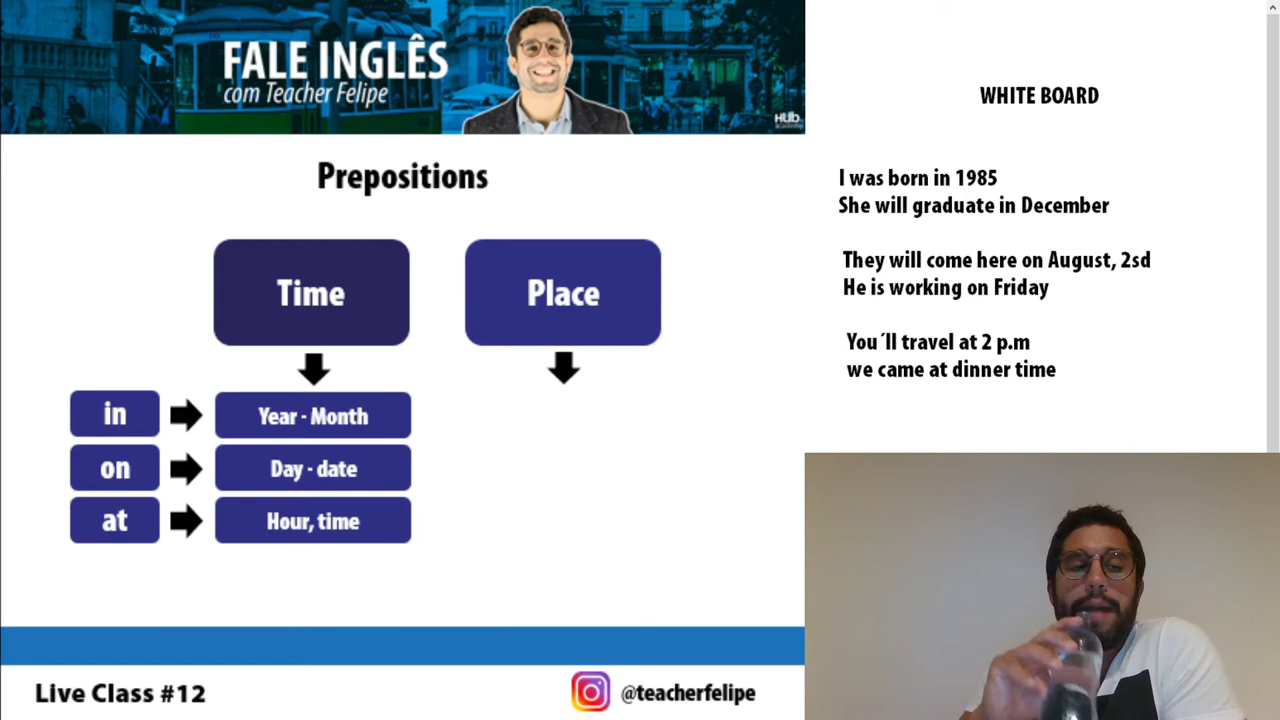 FALE INGLÊS
com Teacher Felipe
HUb
academy
Prepositions
Time
Place
in
Year - Month
on
Day - date
at
Hour, time
Live Class #12
@teacherfelipe
WHITE BOARD
I was born in 1985
She will graduate in December
They will come here on August, 2sd
He is working on Friday
You´ll travel at 2 p.m
we came at dinner time